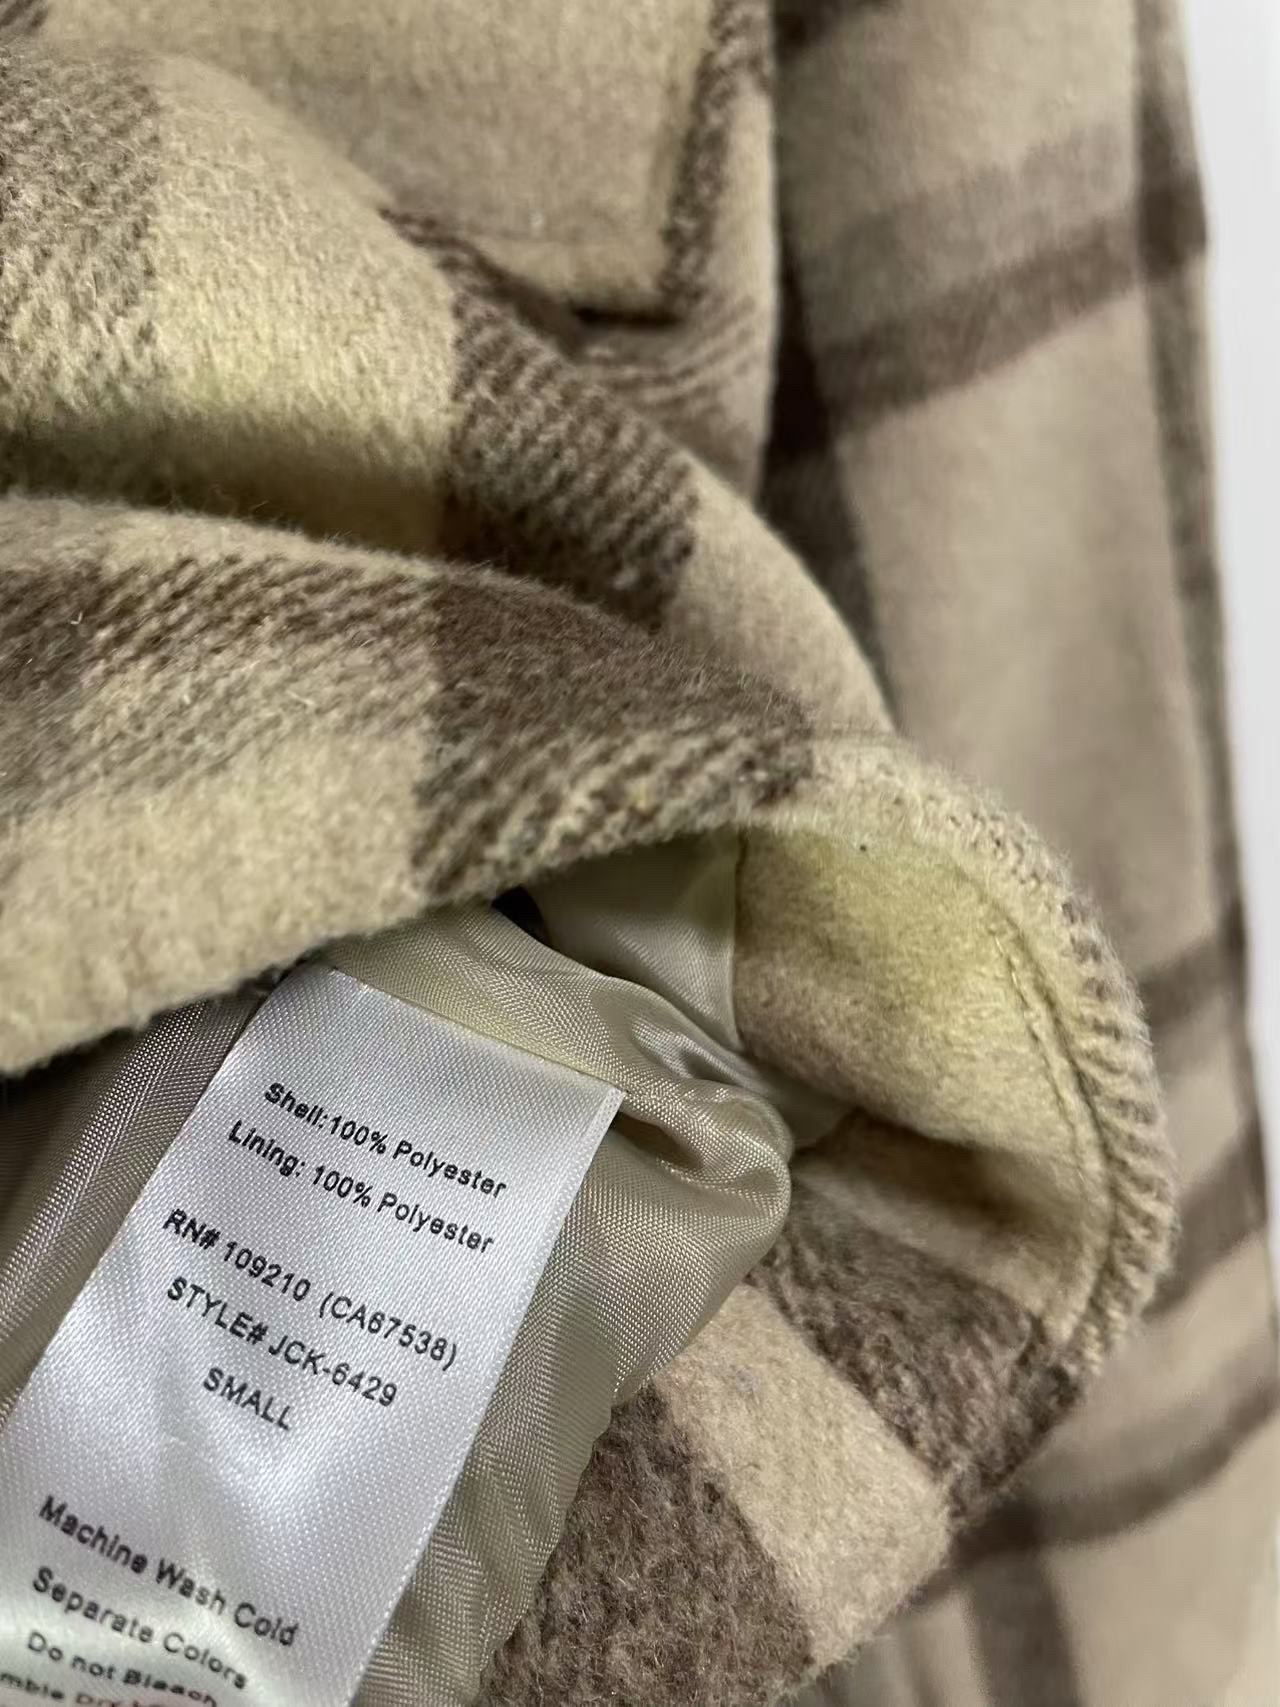 Shell:100% Polyester
Lining: 100% Polyester
RN# 109210 (CA67538)
STYLE# JCK-6429
SMALL
Machine Wash Cold
Separate Colors
Do not Bleach